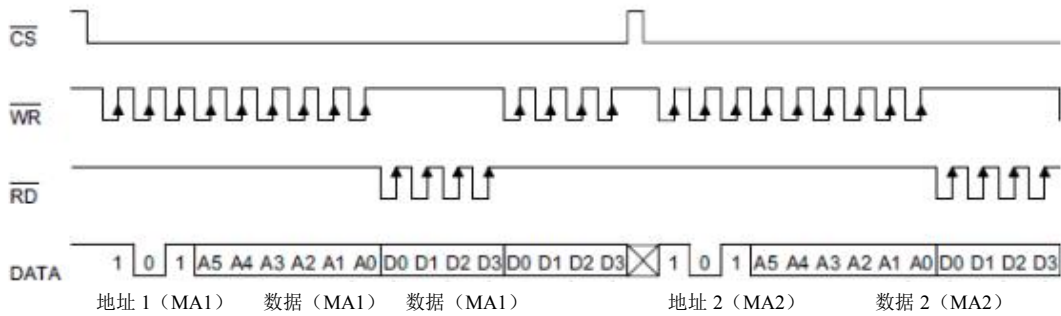 CS
WR
RD
DATA 1 0 1 A5 A4 A3 A2 A1 A0 D0 D1 D2 D3 D0 D1 D2 D3 1 0 1 A5 A4 A3 A2 A1 A0 D0 D1 D2 D3
地址 1（MA1） 数据（MA1） 数据（MA1） 地址 2（MA2） 数据 2（MA2）